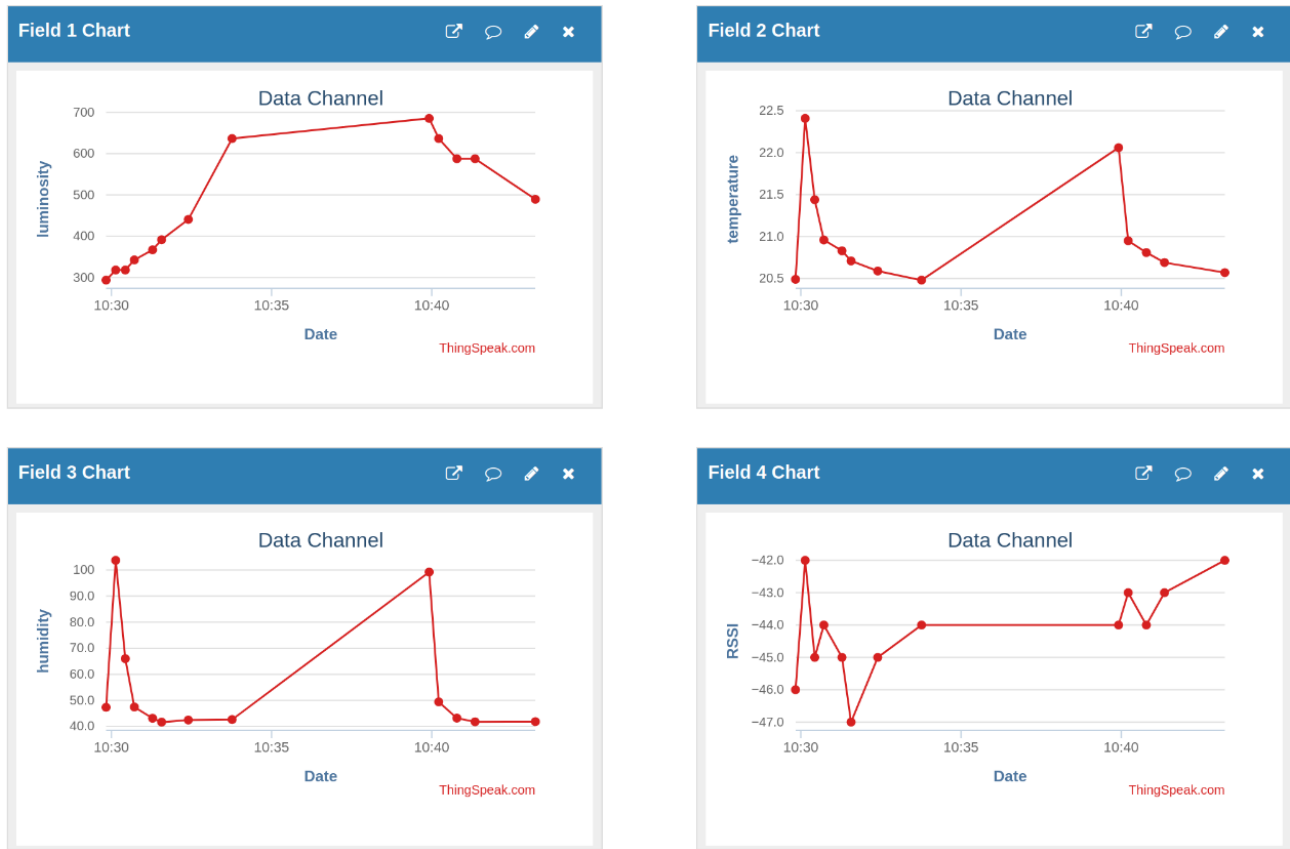 Field 1 Chart
Data Channel
700
600
500
400
300
luminosity
10:30 10:35 10:40
Date
ThingSpeak.com
Field 2 Chart
Data Channel
22.5
22.0
21.5
21.0
20.5
temperature
10:30 10:35 10:40
Date
ThingSpeak.com
Field 3 Chart
Data Channel
100
90.0
80.0
70.0
60.0
50.0
40.0
humidity
10:30 10:35 10:40
Date
ThingSpeak.com
Field 4 Chart
Data Channel
−42.0
−43.0
−44.0
−45.0
−46.0
−47.0
RSSI
10:30 10:35 10:40
Date
ThingSpeak.com